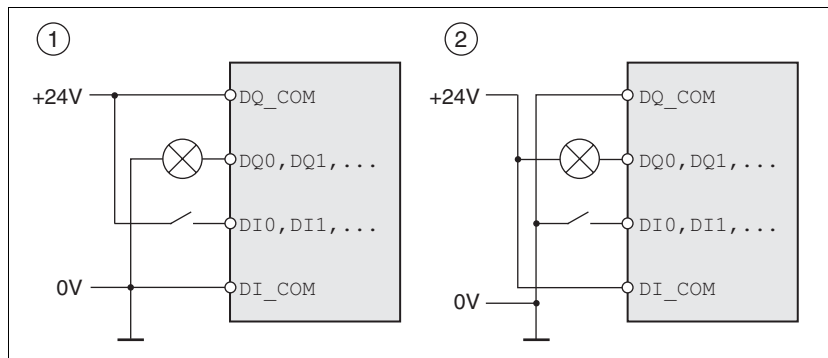 1
+24V
DQ_COM
DQ0,DQ1,...
DI0,DI1,...
0V
DI_COM
2
+24V
DQ_COM
DQ0,DQ1,...
DI0,DI1,...
DI_COM
0V